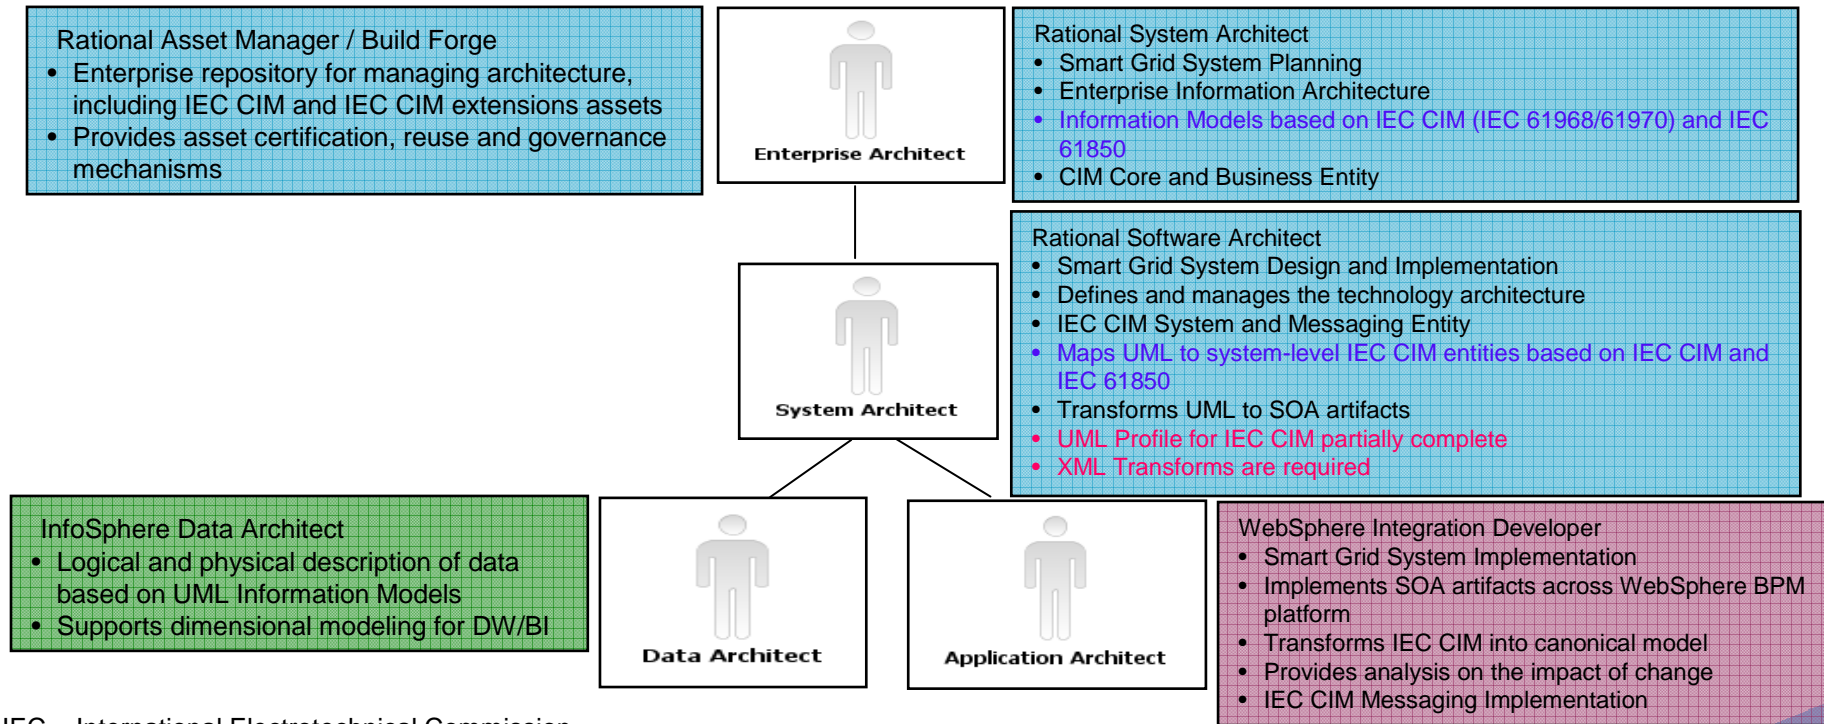 Rational Asset Manager / Build Forge
• Enterprise repository for managing architecture,
including IEC CIM and IEC CIM extensions assets
• Provides asset certification, reuse and governance
mechanisms
Enterprise Architect
Rational System Architect
• Smart Grid System Planning
• Enterprise Information Architecture
• Information Models based on IEC CIM (IEC 61968/61970) and IEC
61850
• CIM Core and Business Entity
System Architect
Rational Software Architect
• Smart Grid System Design and Implementation
• Defines and manages the technology architecture
• IEC CIM System and Messaging Entity
• Maps UML to system-level IEC CIM entities based on IEC CIM and
IEC 61850
• Transforms UML to SOA artifacts
• UML Profile for IEC CIM partially complete
• XML Transforms are required
InfoSphere Data Architect
• Logical and physical description of data
based on UML Information Models
• Supports dimensional modeling for DW/BI
Data Architect
Application Architect
WebSphere Integration Developer
• Smart Grid System Implementation
• Implements SOA artifacts across WebSphere BPM
platform
• Transforms IEC CIM into canonical model
• Provides analysis on the impact of change
• IEC CIM Messaging Implementation
International Electrotechnical Commission